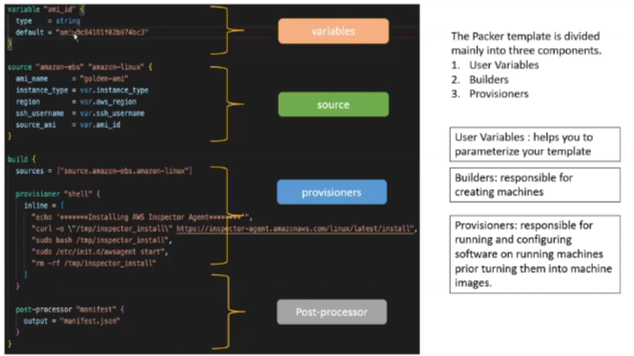 variable "ami_id" {
type = string
default = "ami-0c04181f02b974bc3"
}
source "amazon-ebs" "amazon-linux" {
ami_name = "golden-ami"
instance_type = var.instance_type
region = var.aws_region
ssh_username = var.ssh_username
source_ami = var.ami_id
}
build {
sources = ["source.amazon-ebs.amazon-linux"]
provisioner "shell" {
inline = [
"echo '*******Installing AWS Inspector Agent********'",
"curl -o \"/tmp/inspector_install\" https://inspector-agent.amazonaws.com/linux/latest/install",
"sudo bash /tmp/inspector_install",
"sudo /etc/init.d/awsagent start",
"rm -rf /tmp/inspector_install"
]
}
post-processor "manifest" {
output = "manifest.json"
}
}
variables
source
provisioners
Post-processor
The Packer template is divided
mainly into three components.
1. User Variables
2. Builders
3. Provisioners
User Variables : helps you to
parameterize your template
Builders: responsible for
creating machines
Provisioners: responsible for
running and configuring
software on running machines
prior turning them into machine
images.